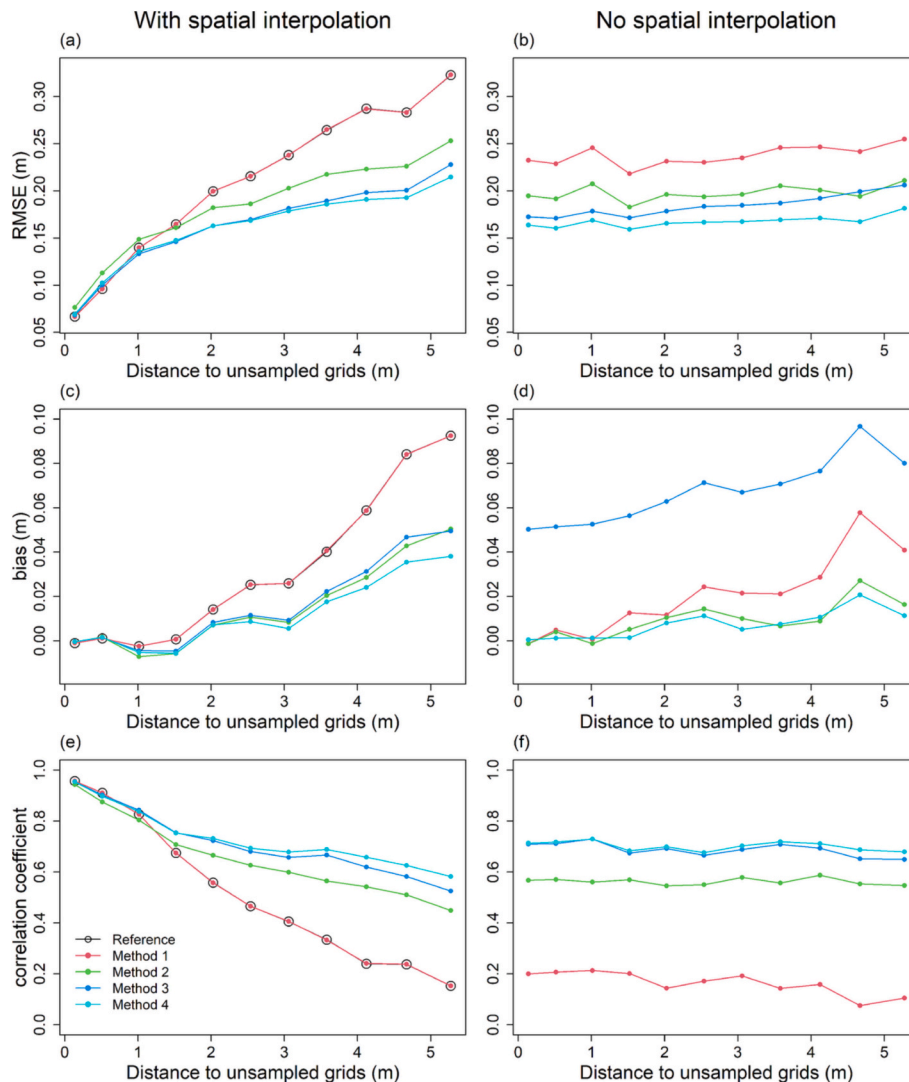 With spatial interpolation
No spatial interpolation
(a)
(b)
RMSE (m)
0.30
0.25
0.20
0.15
0.10
0.05
0.30
0.25
0.20
0.15
0.10
0.05
0 1 2 3 4 5
0 1 2 3 4 5
Distance to unsampled grids (m)
Distance to unsampled grids (m)
(c)
(d)
bias (m)
0.10
0.08
0.06
0.04
0.02
0.00
0.10
0.08
0.06
0.04
0.02
0.00
0 1 2 3 4 5
0 1 2 3 4 5
Distance to unsampled grids (m)
Distance to unsampled grids (m)
(e)
(f)
correlation coefficient
1.0
0.8
0.6
0.4
0.2
0.0
Reference
Method 1
Method 2
Method 3
Method 4
1.0
0.8
0.6
0.4
0.2
0.0
0 1 2 3 4 5
0 1 2 3 4 5
Distance to unsampled grids (m)
Distance to unsampled grids (m)